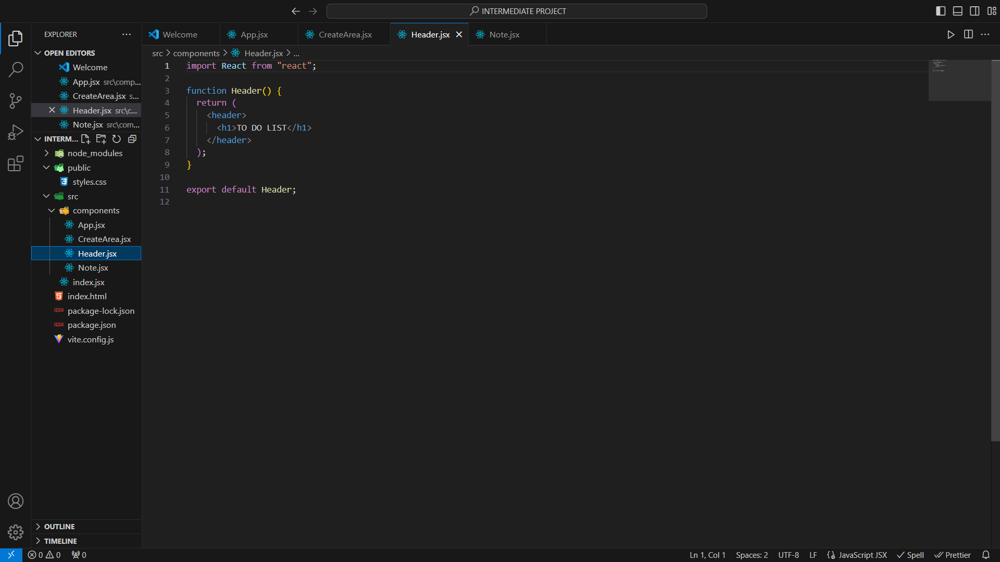 INTERMEDIATE PROJECT
EXPLORER
Welcome
App.jsx
CreateArea.jsx
Header.jsx
Note.jsx
OPEN EDITORS
Welcome
App.jsx src\comp...
CreateArea.jsx s...
Header.jsx src\c...
Note.jsx src\com...
INTERM...
node_modules
public
styles.css
src
components
App.jsx
CreateArea.jsx
Header.jsx
Note.jsx
index.jsx
index.html
package-lock.json
package.json
vite.config.js
OUTLINE
TIMELINE
src > components > Header.jsx > ...
1 import React from "react";
2
3 function Header() {
4 return (
5 <header>
6 <h1>TO DO LIST</h1>
7 </header>
8 );
9 }
10
11 export default Header;
12
0 0 0
Ln 1, Col 1 Spaces: 2 UTF-8 LF JavaScript JSX Spell Prettier